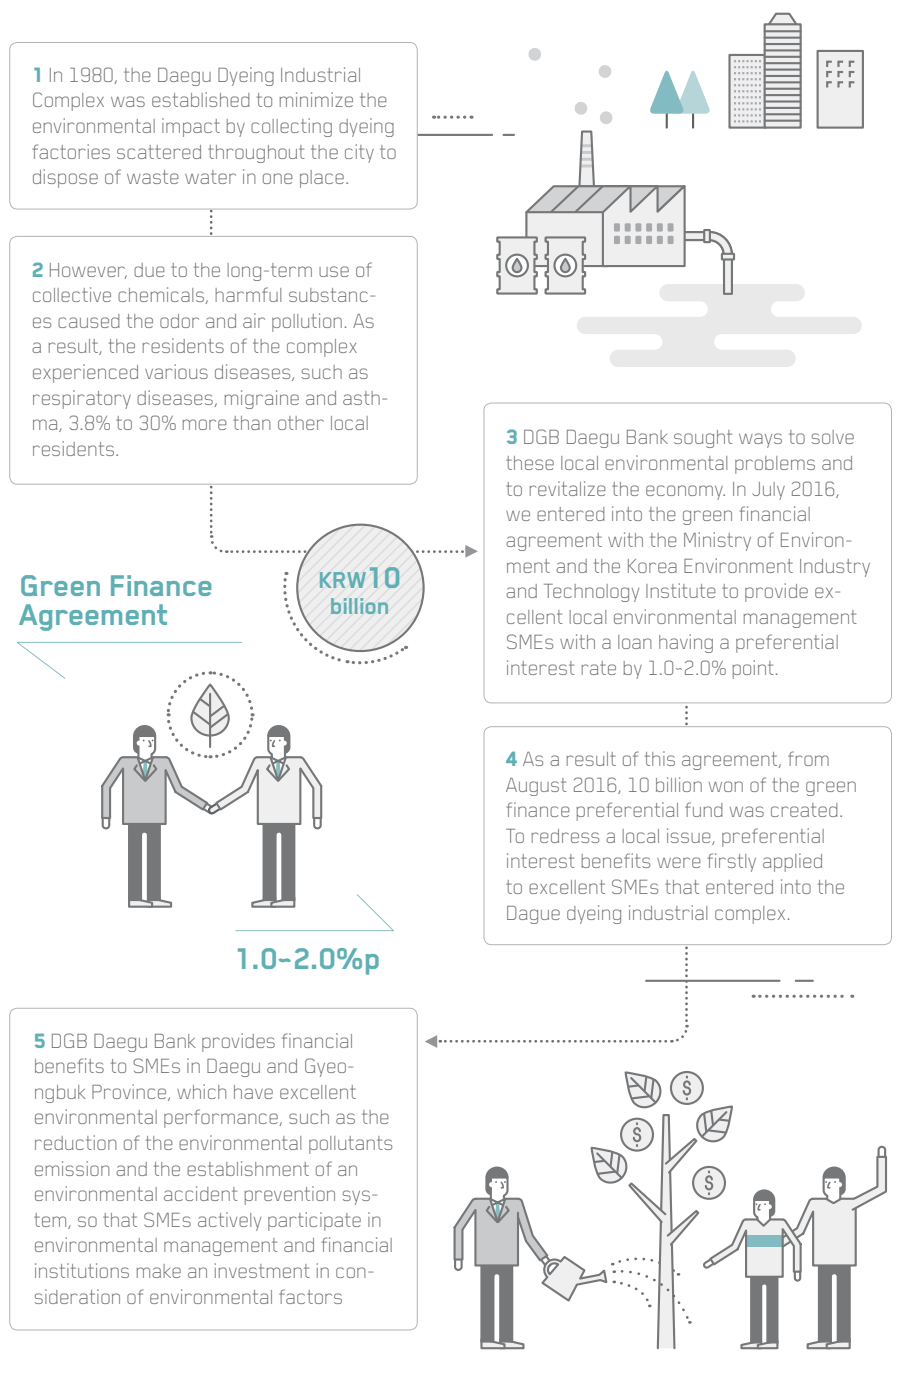 1 In 1980, the Daegu Dyeing Industrial
Complex was established to minimize the
environmental impact by collecting dyeing
factories scattered throughout the city to
dispose of waste water in one place.
2 However, due to the long-term use of
collective chemicals, harmful substanc-
es caused the odor and air pollution. As
a result, the residents of the complex
experienced various diseases, such as
respiratory diseases, migraine and asth-
ma, 3.8% to 30% more than other local
residents.
3 DGB Daegu Bank sought ways to solve
these local environmental problems and
to revitalize the economy. In July 2016,
we entered into the green financial
agreement with the Ministry of Environ-
ment and the Korea Environment Industry
and Technology Institute to provide ex-
cellent local environmental management
SMEs with a loan having a preferential
interest rate by 1.0~2.0% point.
KRW10
billion
Green Finance
Agreement
4 As a result of this agreement, from
August 2016, 10 billion won of the green
finance preferential fund was created.
To redress a local issue, preferential
interest benefits were firstly applied
to excellent SMEs that entered into the
Dague dyeing industrial complex.
1.0~2.0%p
5 DGB Daegu Bank provides financial
benefits to SMEs in Daegu and Gyeo-
ngbuk Province, which have excellent
environmental performance, such as the
reduction of the environmental pollutants
emission and the establishment of an
environmental accident prevention sys-
tem, so that SMEs actively participate in
environmental management and financial
institutions make an investment in con-
sideration of environmental factors
$
$
$